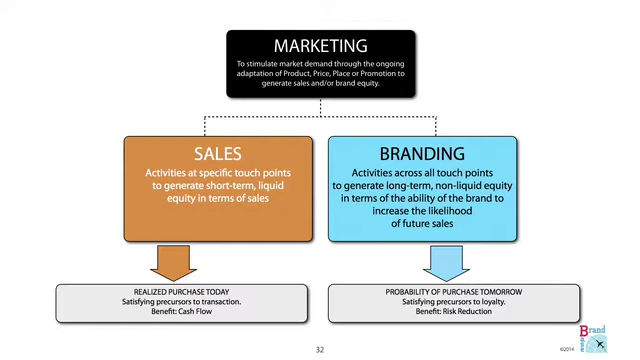 MARKETING
To stimulate market demand through the ongoing
adaptation of Product, Price, Place or Promotion to
generate sales and/or brand equity.
SALES
Activities at specific touch points
to generate short-term, liquid
equity in terms of sales
BRANDING
Activities across all touch points
to generate long-term, non-liquid equity
in terms of the ability of the brand to
increase the likelihood
of future sales
REALIZED PURCHASE TODAY
Satisfying precursors to transaction.
Benefit: Cash Flow
PROBABILITY OF PURCHASE TOMORROW
Satisfying precursors to loyalty.
Benefit: Risk Reduction
32
©2014
Brand